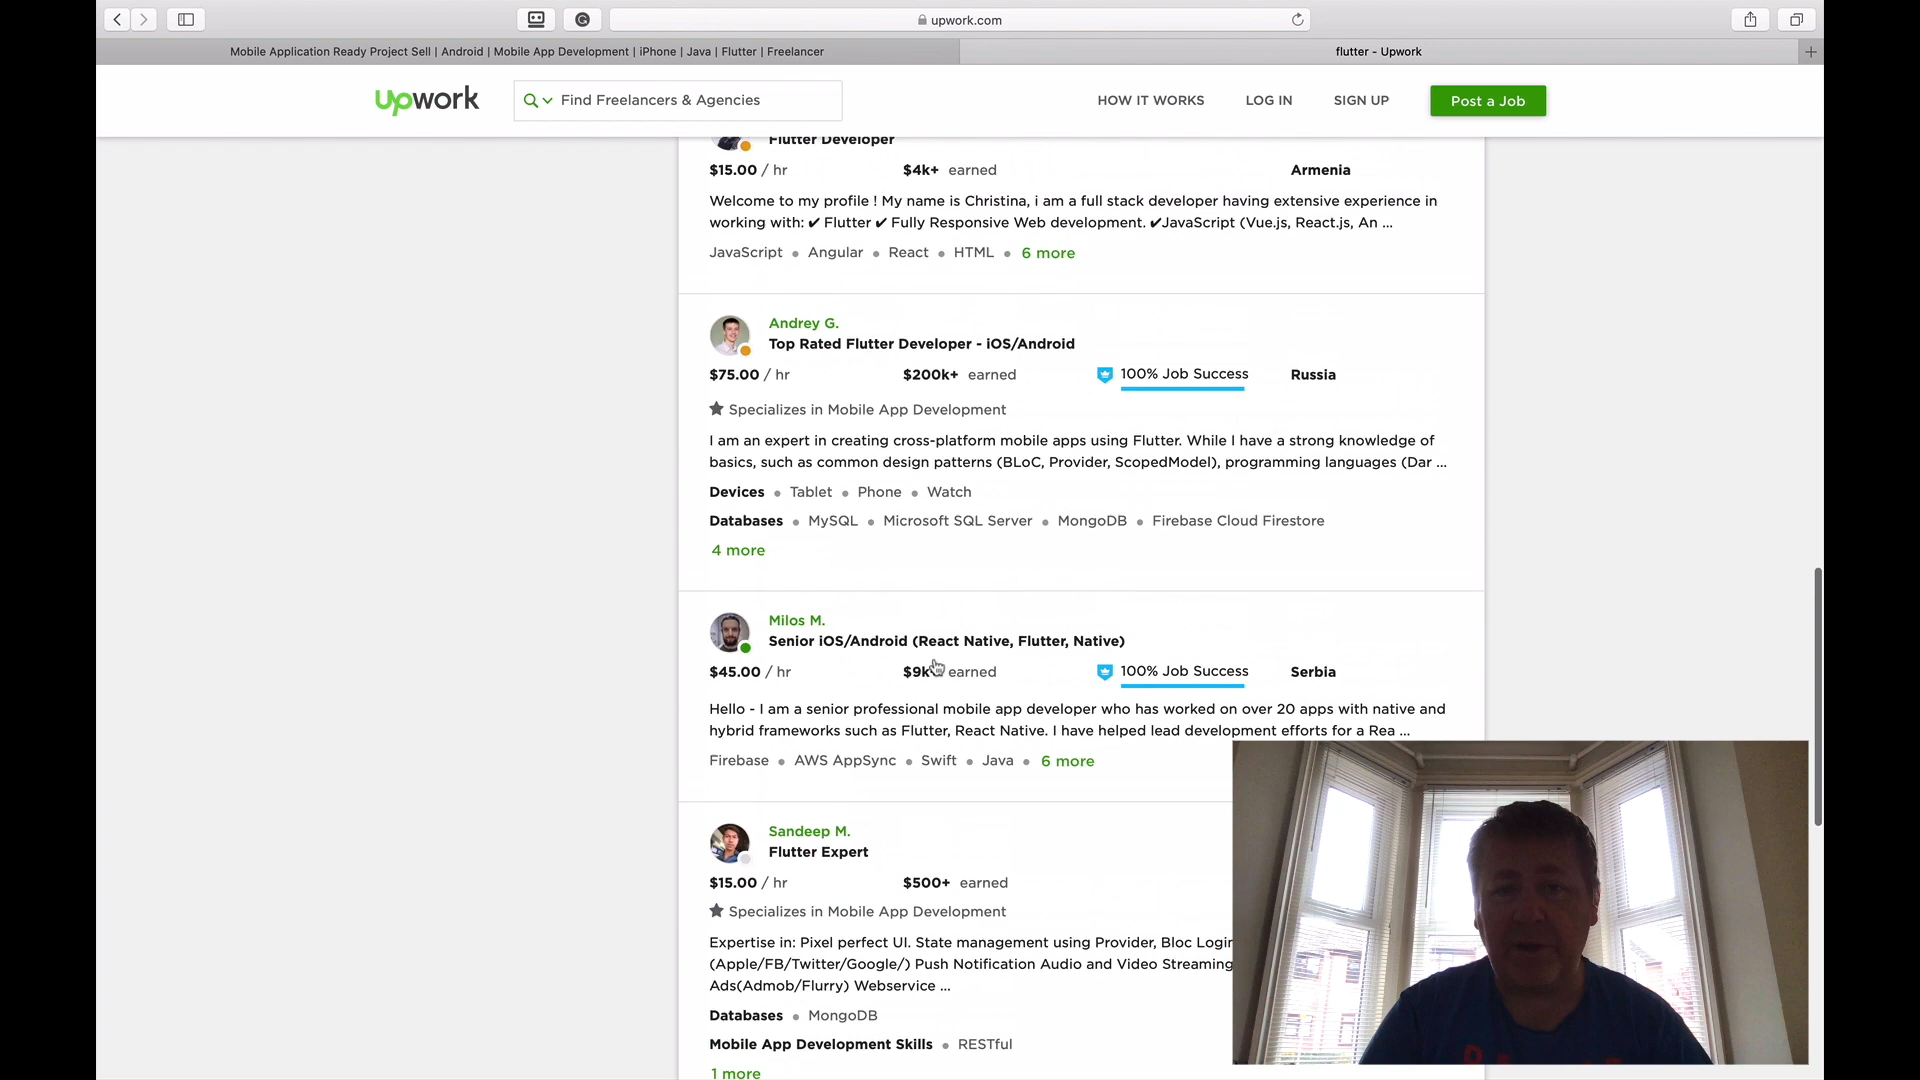 upwork.com
Mobile Application Ready Project Sell | Android | Mobile App Development | iPhone | Java | Flutter | Freelancer
flutter - Upwork
upwork
Find Freelancers & Agencies
HOW IT WORKS
LOG IN
SIGN UP
Post a Job
Flutter Developer
$15.00 / hr
$4k+ earned
Armenia
Welcome to my profile ! My name is Christina, i am a full stack developer having extensive experience in
working with: ✔ Flutter ✔ Fully Responsive Web development. ✔JavaScript (Vue.js, React.js, An ...
JavaScript • Angular • React • HTML • 6 more
Andrey G.
Top Rated Flutter Developer - iOS/Android
$75.00 / hr
$200k+ earned
100% Job Success
Russia
Specializes in Mobile App Development
I am an expert in creating cross-platform mobile apps using Flutter. While I have a strong knowledge of
basics, such as common design patterns (BLoC, Provider, ScopedModel), programming languages (Dar ...
Devices • Tablet • Phone • Watch
Databases • MySQL • Microsoft SQL Server • MongoDB • Firebase Cloud Firestore
4 more
Milos M.
Senior iOS/Android (React Native, Flutter, Native)
$45.00 / hr
$9k earned
100% Job Success
Serbia
Hello - I am a senior professional mobile app developer who has worked on over 20 apps with native and
hybrid frameworks such as Flutter, React Native. I have helped lead development efforts for a Rea ...
Firebase • AWS AppSync • Swift • Java • 6 more
Sandeep M.
Flutter Expert
$15.00 / hr
$500+ earned
Specializes in Mobile App Development
Expertise in: Pixel perfect UI. State management using Provider, Bloc Login
(Apple/FB/Twitter/Google/) Push Notification Audio and Video Streaming
Ads(Admob/Flurry) Webservice ...
Databases • MongoDB
Mobile App Development Skills • RESTful
1 more